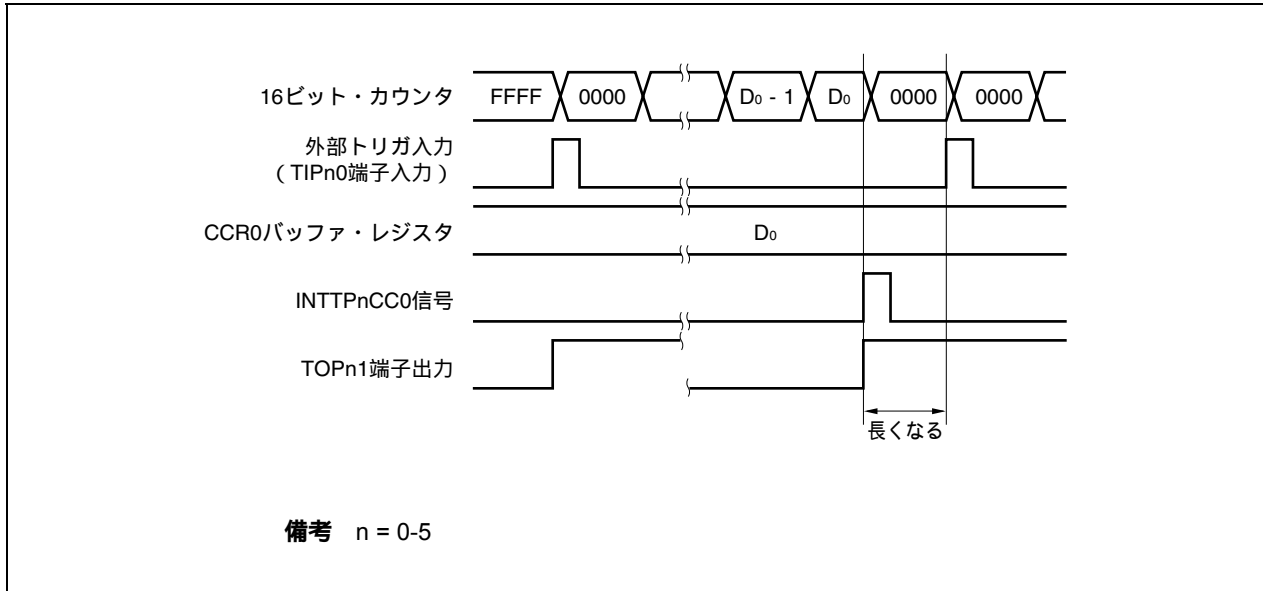 16ビット・カウンタ FFFF 0000 D0 - 1 D0 0000 0000
外部トリガ入力
（TIPn0端子入力）
CCR0バッファ・レジスタ D0
INTTPnCC0信号
TOPn1端子出力
長くなる
備考 n = 0-5